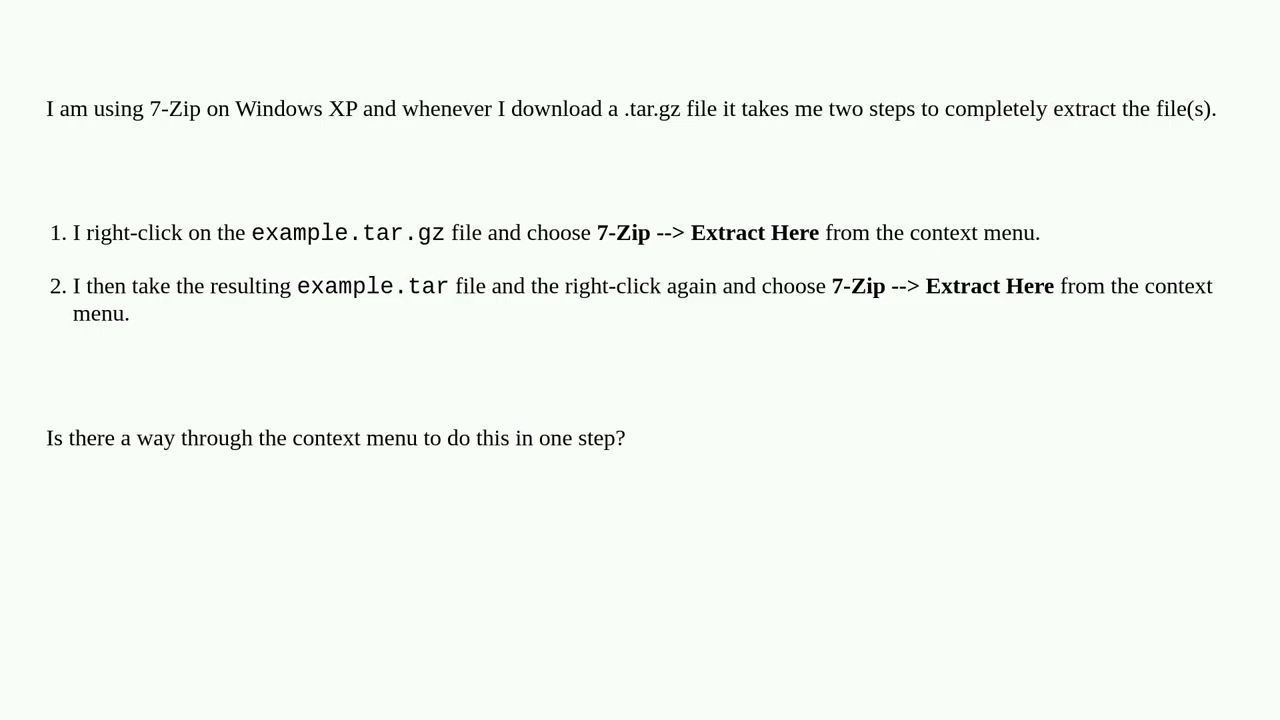 I am using 7-Zip on Windows XP and whenever I download a .tar.gz file it takes me two steps to completely extract the file(s).
1. I right-click on the example.tar.gz file and choose 7-Zip --> Extract Here from the context menu.
2. I then take the resulting example.tar file and the right-click again and choose 7-Zip --> Extract Here from the context
menu.
Is there a way through the context menu to do this in one step?